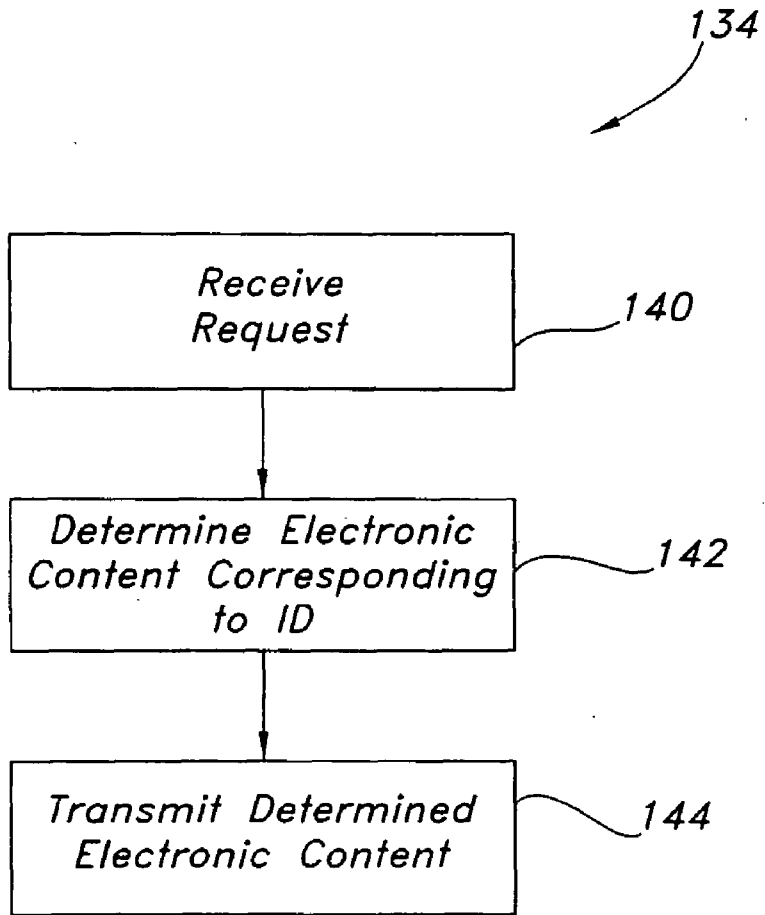 134
Receive
Request
140
Determine Electronic
Content Corresponding
to ID
142
Transmit Determined
Electronic Content
144